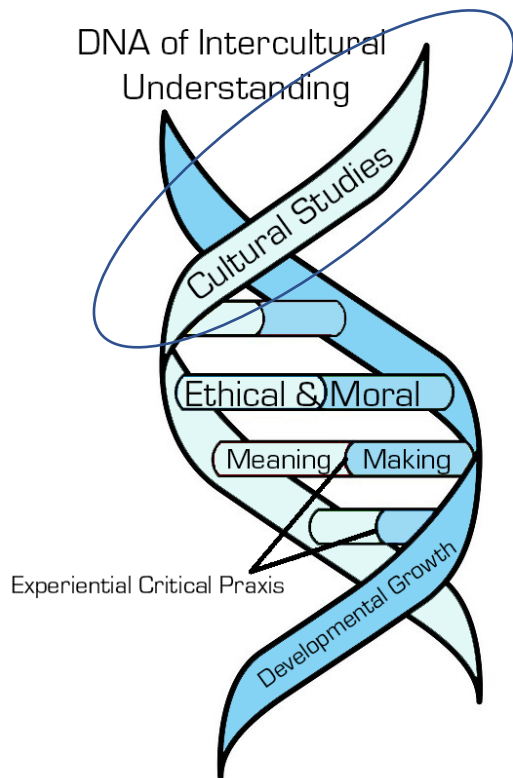 DNA of Intercultural
Understanding
Cultural Studies
Ethical & Moral
Meaning Making
Experiential Critical Praxis
Developmental Growth